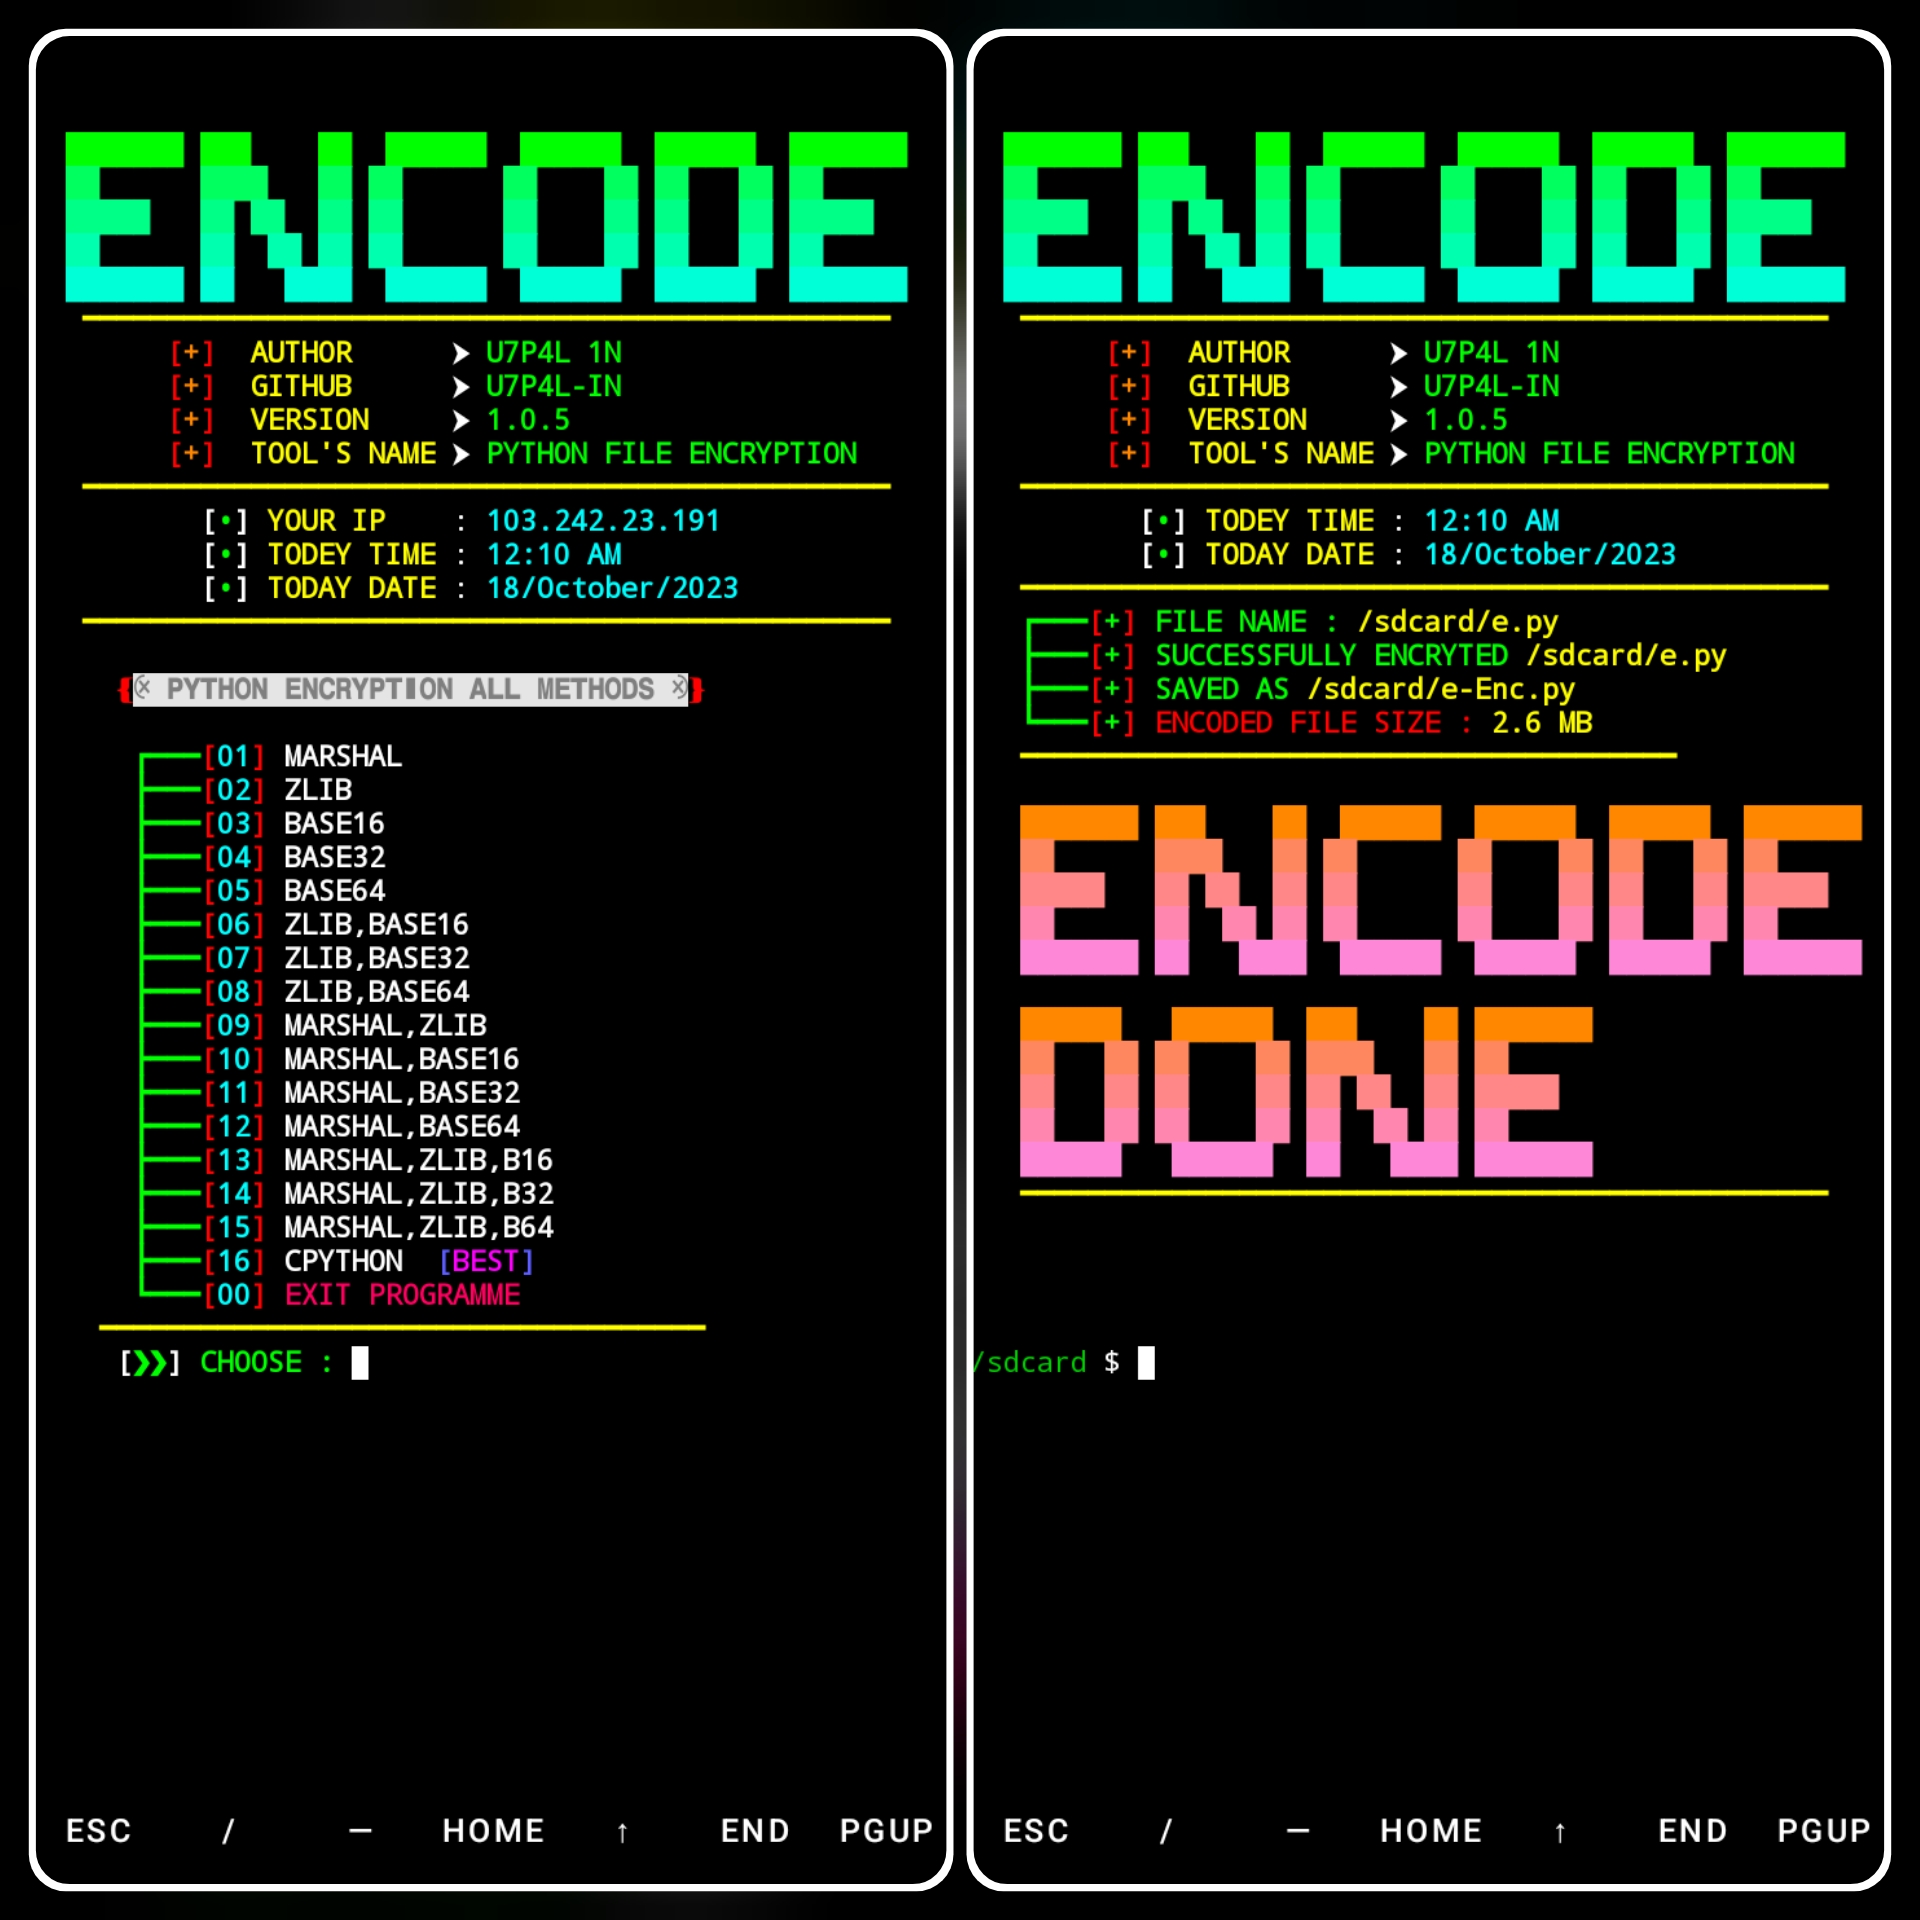 ENCODE
[+] AUTHOR ➤ U7P4L 1N
[+] GITHUB ➤ U7P4L-IN
[+] VERSION ➤ 1.0.5
[+] TOOL'S NAME ➤ PYTHON FILE ENCRYPTION
[•] YOUR IP : 103.242.23.191
[•] TODEY TIME : 12:10 AM
[•] TODAY DATE : 18/October/2023
{(× PYTHON ENCRYPT▮ON ALL METHODS ×)}
[01] MARSHAL
[02] ZLIB
[03] BASE16
[04] BASE32
[05] BASE64
[06] ZLIB,BASE16
[07] ZLIB,BASE32
[08] ZLIB,BASE64
[09] MARSHAL,ZLIB
[10] MARSHAL,BASE16
[11] MARSHAL,BASE32
[12] MARSHAL,BASE64
[13] MARSHAL,ZLIB,B16
[14] MARSHAL,ZLIB,B32
[15] MARSHAL,ZLIB,B64
[16] CPYTHON [BEST]
[00] EXIT PROGRAMME
[❯❯] CHOOSE :
ESC / — HOME ↑ END PGUP
ENCODE
[+] AUTHOR ➤ U7P4L 1N
[+] GITHUB ➤ U7P4L-IN
[+] VERSION ➤ 1.0.5
[+] TOOL'S NAME ➤ PYTHON FILE ENCRYPTION
[•] TODEY TIME : 12:10 AM
[•] TODAY DATE : 18/October/2023
[+] FILE NAME : /sdcard/e.py
[+] SUCCESSFULLY ENCRYTED /sdcard/e.py
[+] SAVED AS /sdcard/e-Enc.py
[+] ENCODED FILE SIZE : 2.6 MB
ENCODE
DONE
/sdcard $
ESC / — HOME ↑ END PGUP